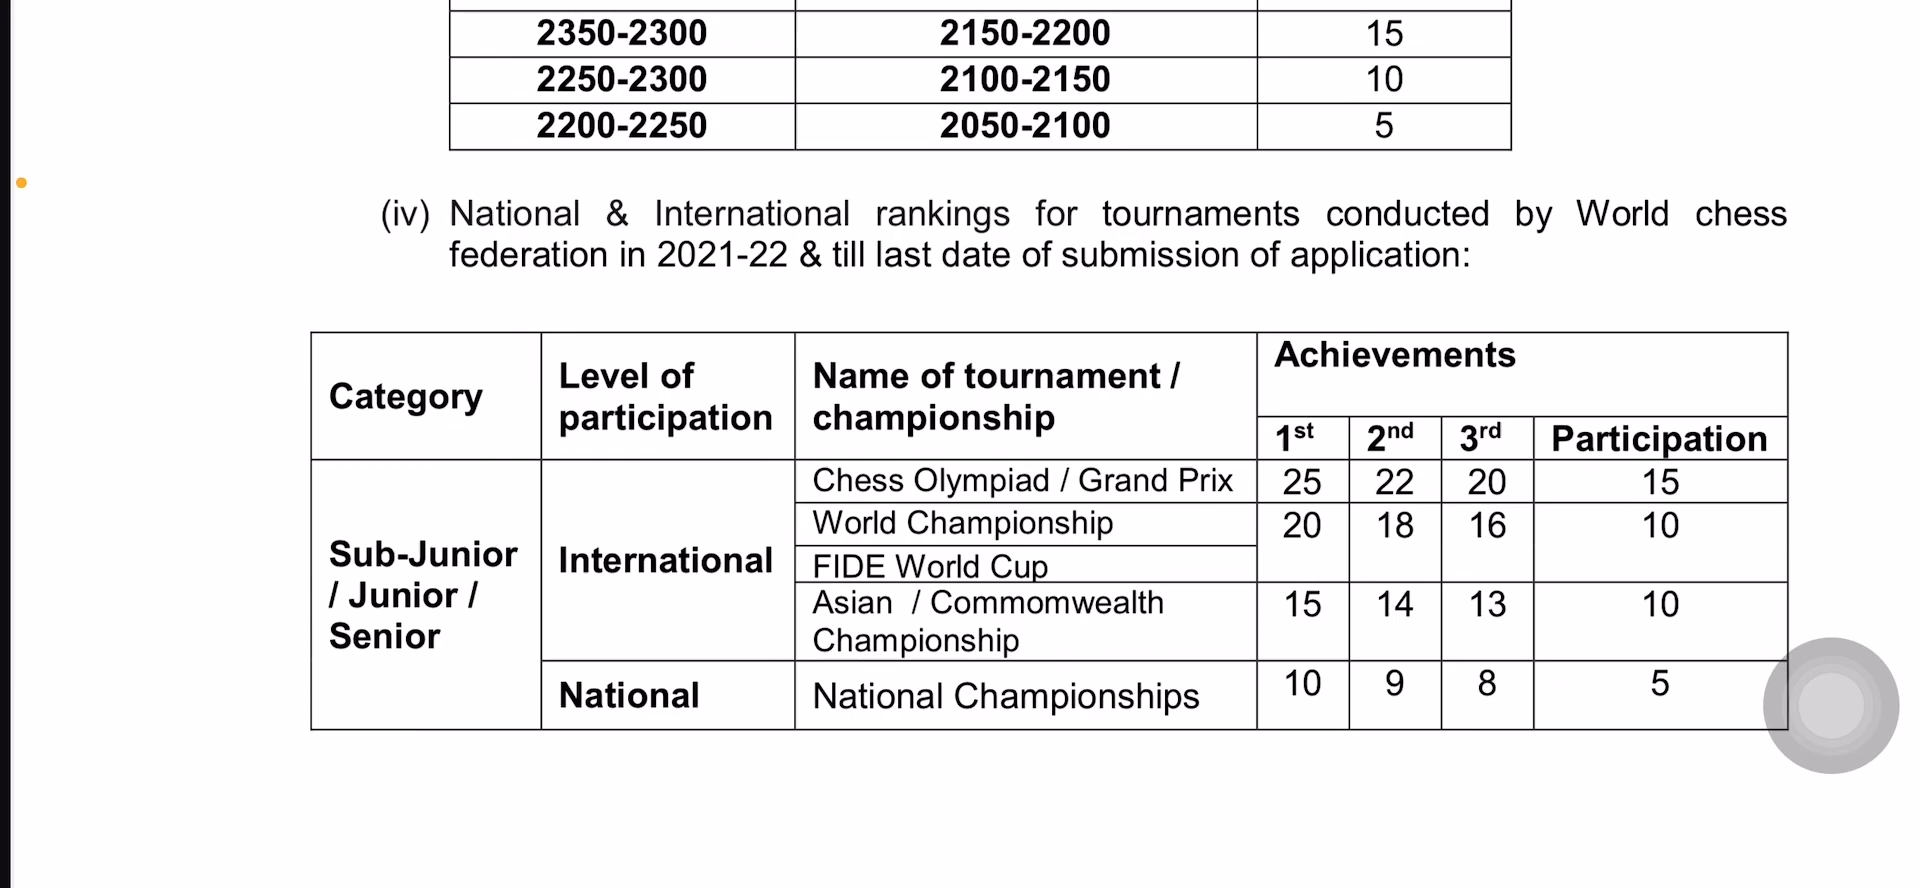 2350-2300 2150-2200 15
2250-2300 2100-2150 10
2200-2250 2050-2100 5
(iv) National & International rankings for tournaments conducted by World chess
federation in 2021-22 & till last date of submission of application:
Category
Level of
participation
Name of tournament /
championship
Achievements
1st 2nd 3rd Participation
Sub-Junior
/ Junior /
Senior
International
Chess Olympiad / Grand Prix 25 22 20 15
World Championship 20 18 16 10
FIDE World Cup
Asian / Commomwealth 15 14 13 10
Championship
National National Championships 10 9 8 5